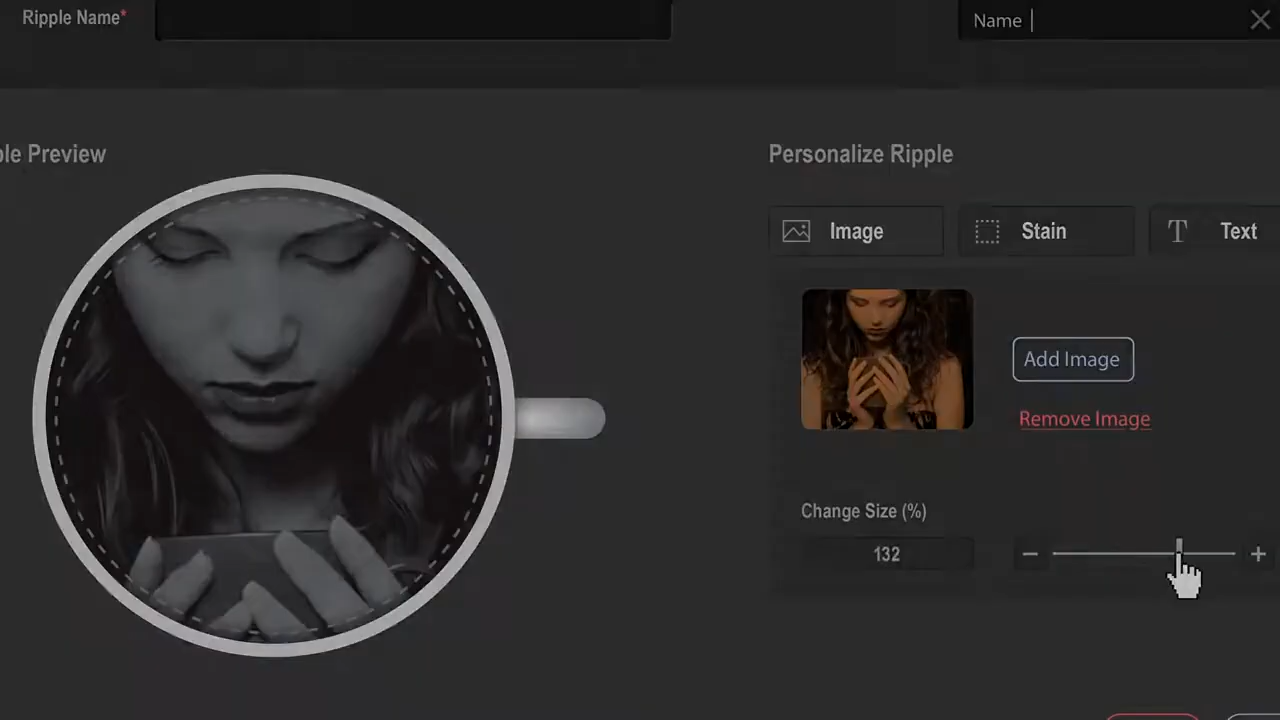 Ripple Name*
Name
ple Preview
Personalize Ripple
Image
Stain
Text
Add Image
Remove Image
Change Size (%)
132